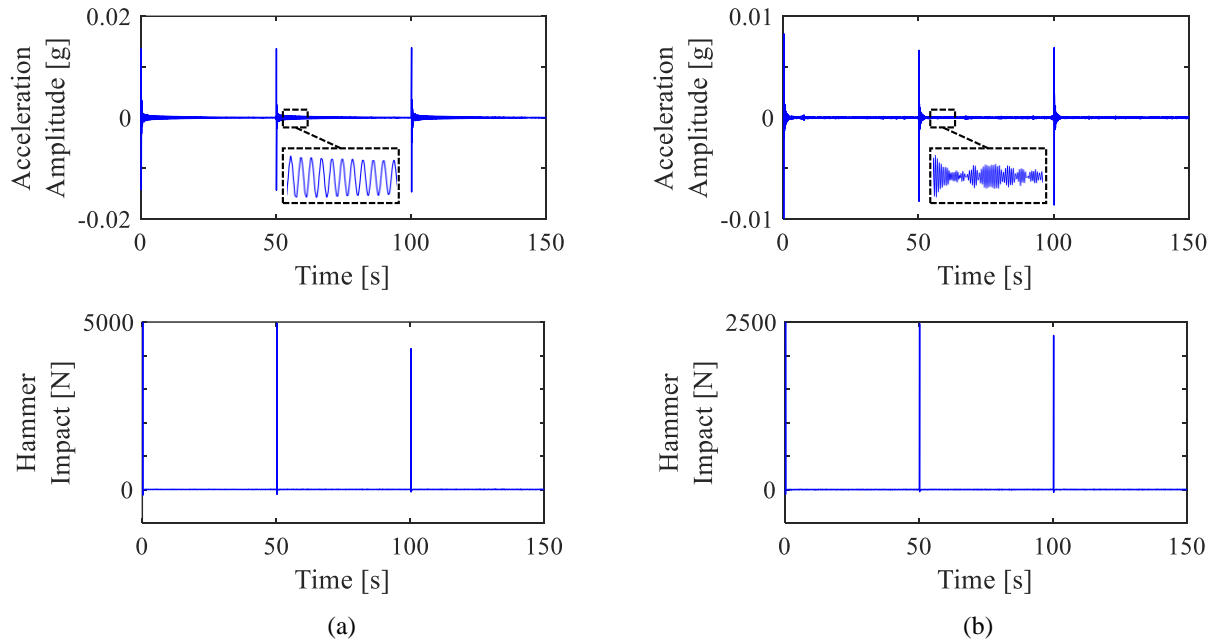 Acceleration
Amplitude [g]
0.02
0
-0.02
0 50 100 150
Time [s]
Acceleration
Amplitude [g]
0.01
0
-0.01
0 50 100 150
Time [s]
Hammer
Impact [N]
5000
0
0 50 100 150
Time [s]
Hammer
Impact [N]
2500
0
0 50 100 150
Time [s]
(a)
(b)